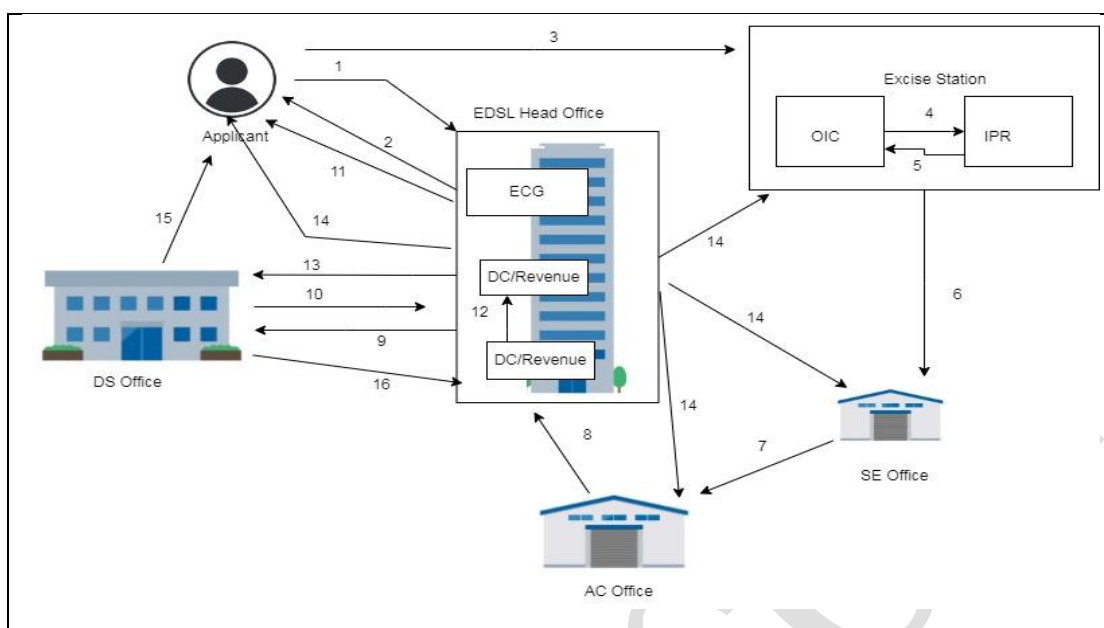 3
1
Excise Station
EDSL Head Office
4
OIC
IPR
5
Applicant
2
11
ECG
15
14
14
13
DC/Revenue
10
12
6
14
9
DC/Revenue
DS Office
16
14
8
7
SE Office
AC Office